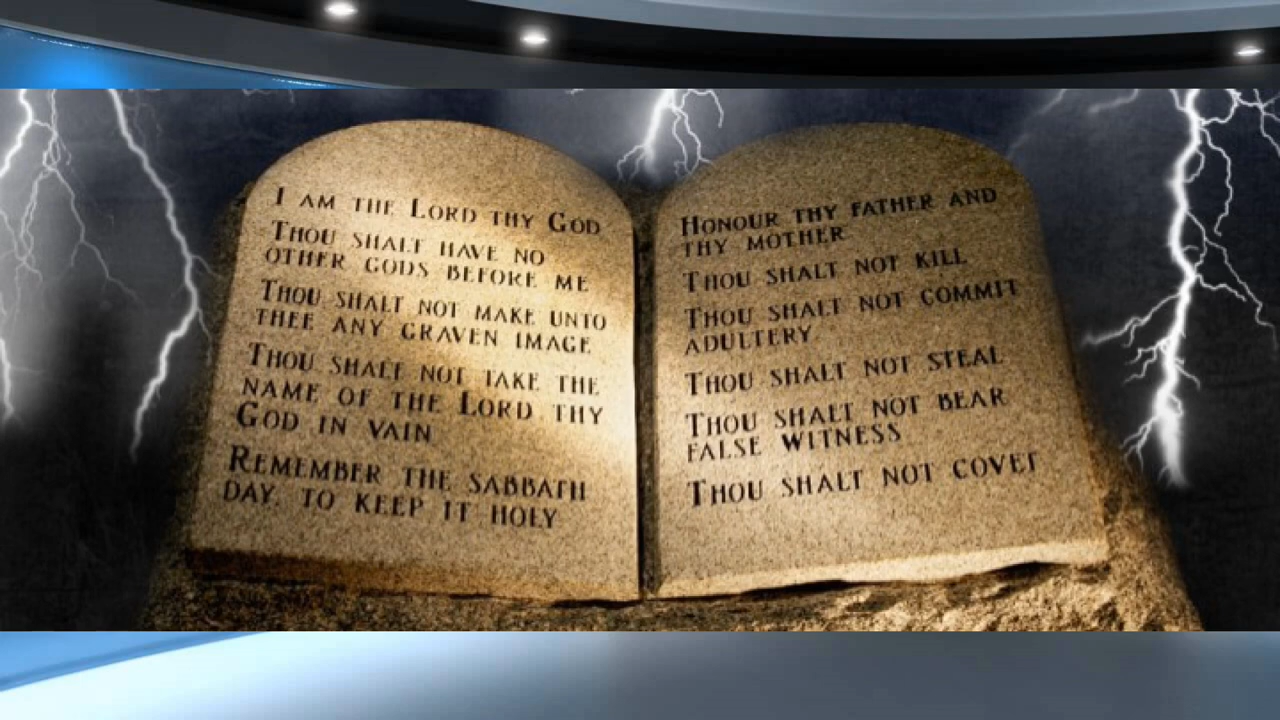 I AM THE LORD THY GOD
THOU SHALT HAVE NO
OTHER GODS BEFORE ME
THOU SHALT NOT MAKE UNTO
THEE ANY GRAVEN IMAGE
THOU SHALT NOT TAKE THE
NAME OF THE LORD THY
GOD IN VAIN
REMEMBER THE SABBATH
DAY, TO KEEP IT HOLY
HONOUR THY FATHER AND
THY MOTHER
THOU SHALT NOT KILL
THOU SHALT NOT COMMIT
ADULTERY
THOU SHALT NOT STEAL
THOU SHALT NOT BEAR
FALSE WITNESS
THOU SHALT NOT COVET